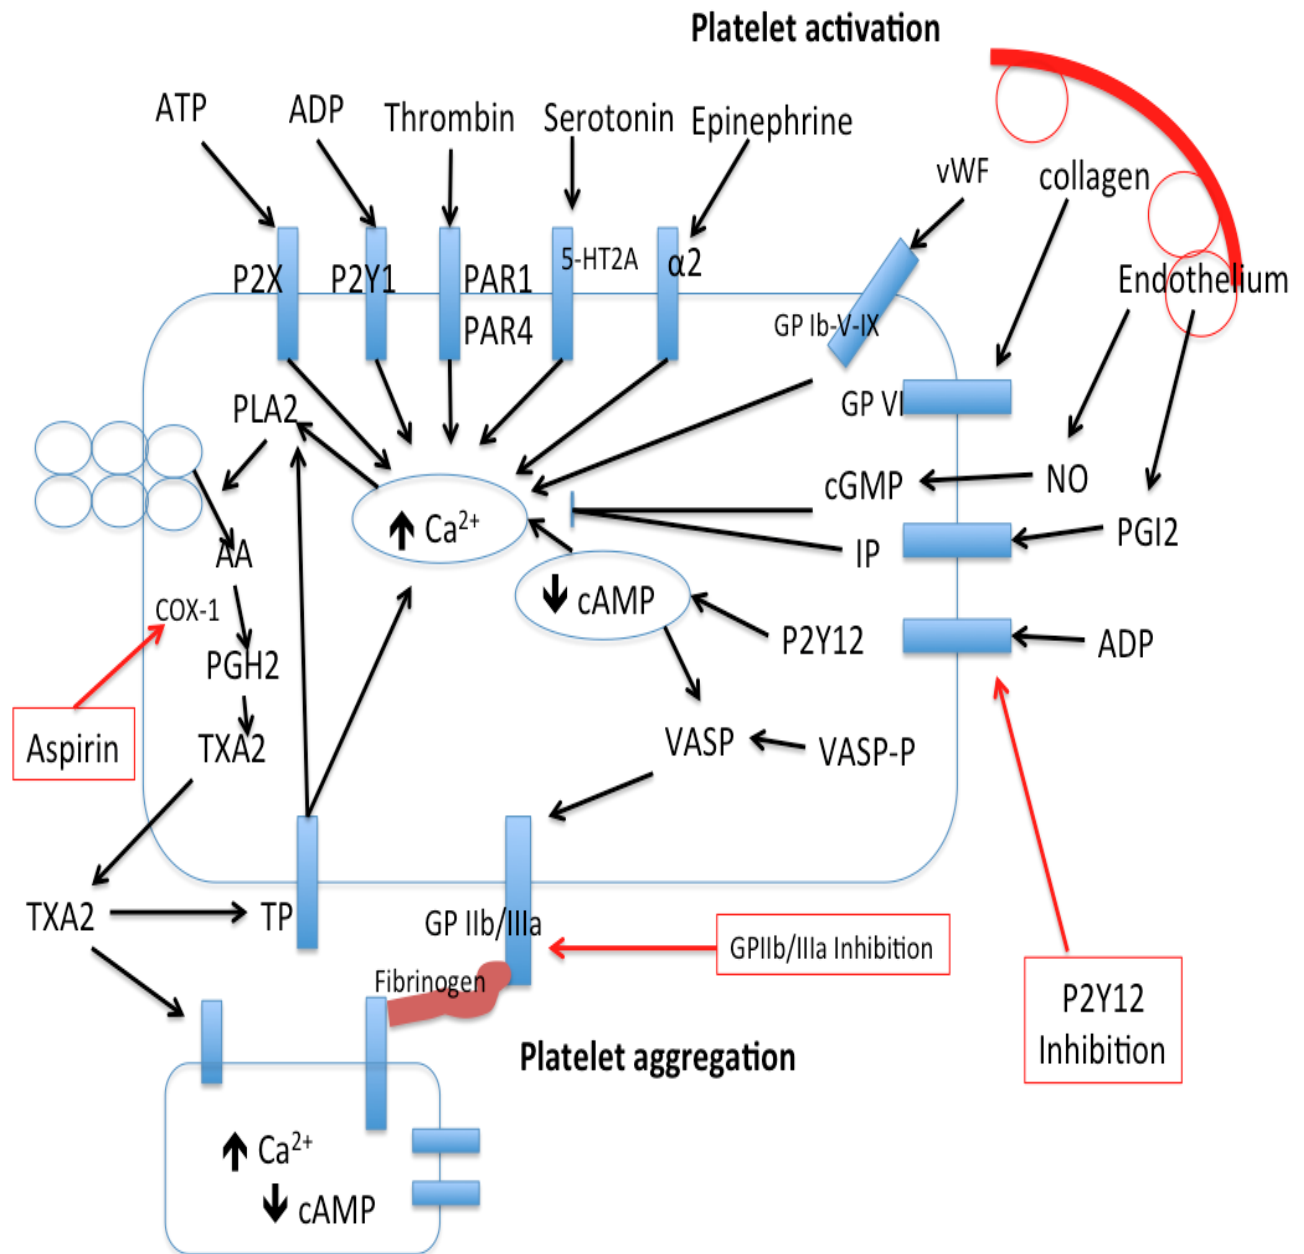 Platelet activation
ATP
ADP
Thrombin
Serotonin
Epinephrine
vWF
collagen
Endothelium
P2X
P2Y1
PAR1
PAR4
5-HT2A
α2
GP Ib-V-IX
GP VI
PLA2
↑ Ca²⁺
cGMP
NO
IP
PGI2
AA
COX-1
↓ cAMP
P2Y12
ADP
PGH2
Aspirin
TXA2
VASP
VASP-P
TXA2
TP
GP IIb/IIIa
GPIIb/IIIa Inhibition
Fibrinogen
P2Y12
Inhibition
Platelet aggregation
↑ Ca²⁺
↓ cAMP